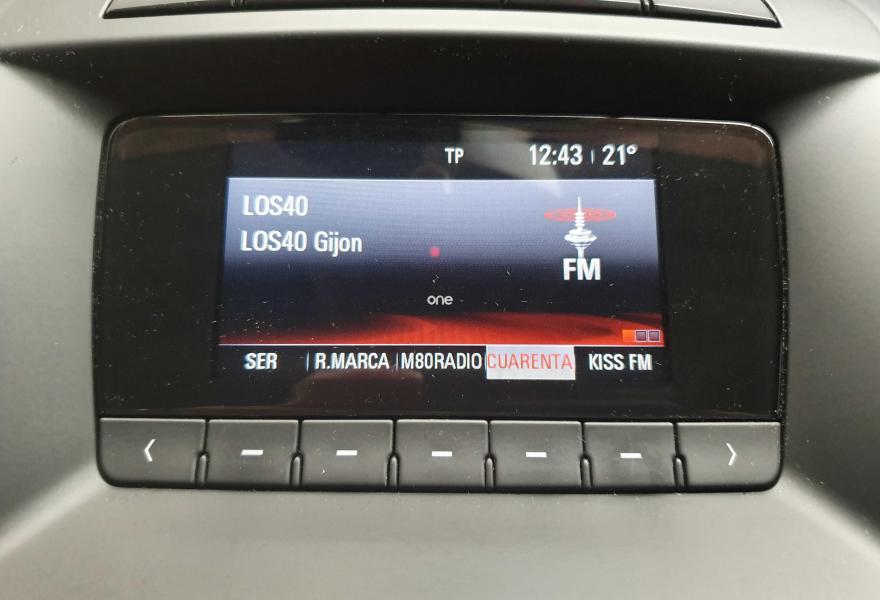 TP 12:43 21°
LOS40
LOS40 Gijon
FM
one
SER R.MARCA M80RADIO CUARENTA KISS FM